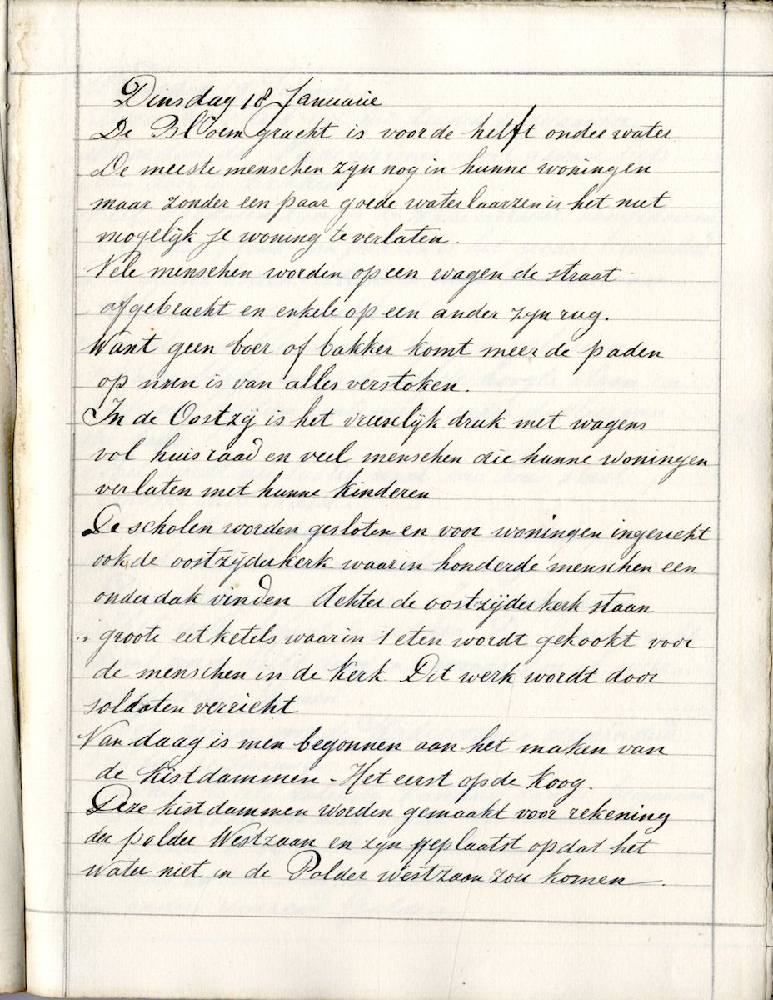 Dinsdag 18 Januarie
De Bloemgracht is voor de helft onder water
De meeste menschen zijn nog in hunne woningen
maar zonder een paar goede waterlaarzen is het niet
mogelijk je woning te verlaten.
Vele menschen worden op een wagen de straat
afgebracht en enkele op een ander zijn rug.
Want geen boer of bakker komt meer de paden
op men is van alles verstoken.
In de Oostzij is het vreeselijk druk met wagens
vol huisraad en veel menschen die hunne woningen
verlaten met hunne kinderen
De scholen worden gesloten en voor woningen ingericht
ook de oostzijderkerk waarin honderde menschen een
onderdak vinden Achter de oostzijderkerk staan
groote eetketels waarin 't eten wordt gekookt voor
de menschen in de Kerk. Dit werk wordt door
soldaten verricht
Van daag is men begonnen aan het maken van
de Kistdammen - Het eerst op de Koog.
Deze kistdammen worden gemaakt voor rekening
der polder Westzaan en zijn geplaatst opdat het
water niet in de Polder Westzaan zou komen.